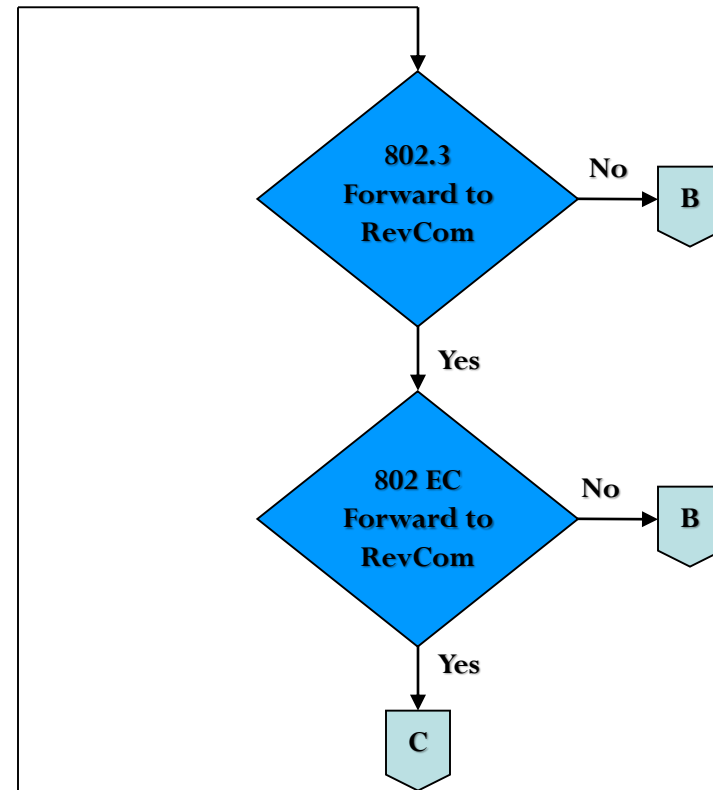 802.3
Forward to
RevCom
No
B
Yes
802 EC
Forward to
RevCom
No
B
Yes
C